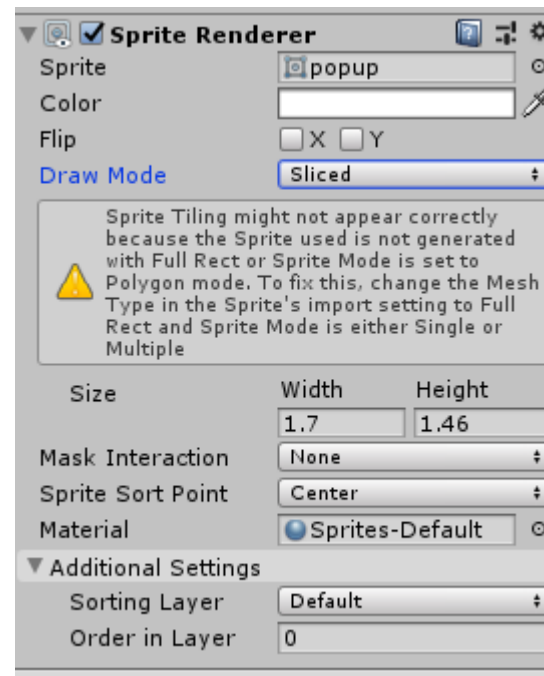 Sprite Renderer
Sprite popup
Color
Flip X Y
Draw Mode Sliced
Sprite Tiling might not appear correctly
because the Sprite used is not generated
with Full Rect or Sprite Mode is set to
Polygon mode. To fix this, change the Mesh
Type in the Sprite's import setting to Full
Rect and Sprite Mode is either Single or
Multiple
Size Width Height
1.7 1.46
Mask Interaction None
Sprite Sort Point Center
Material Sprites-Default
Additional Settings
Sorting Layer Default
Order in Layer 0